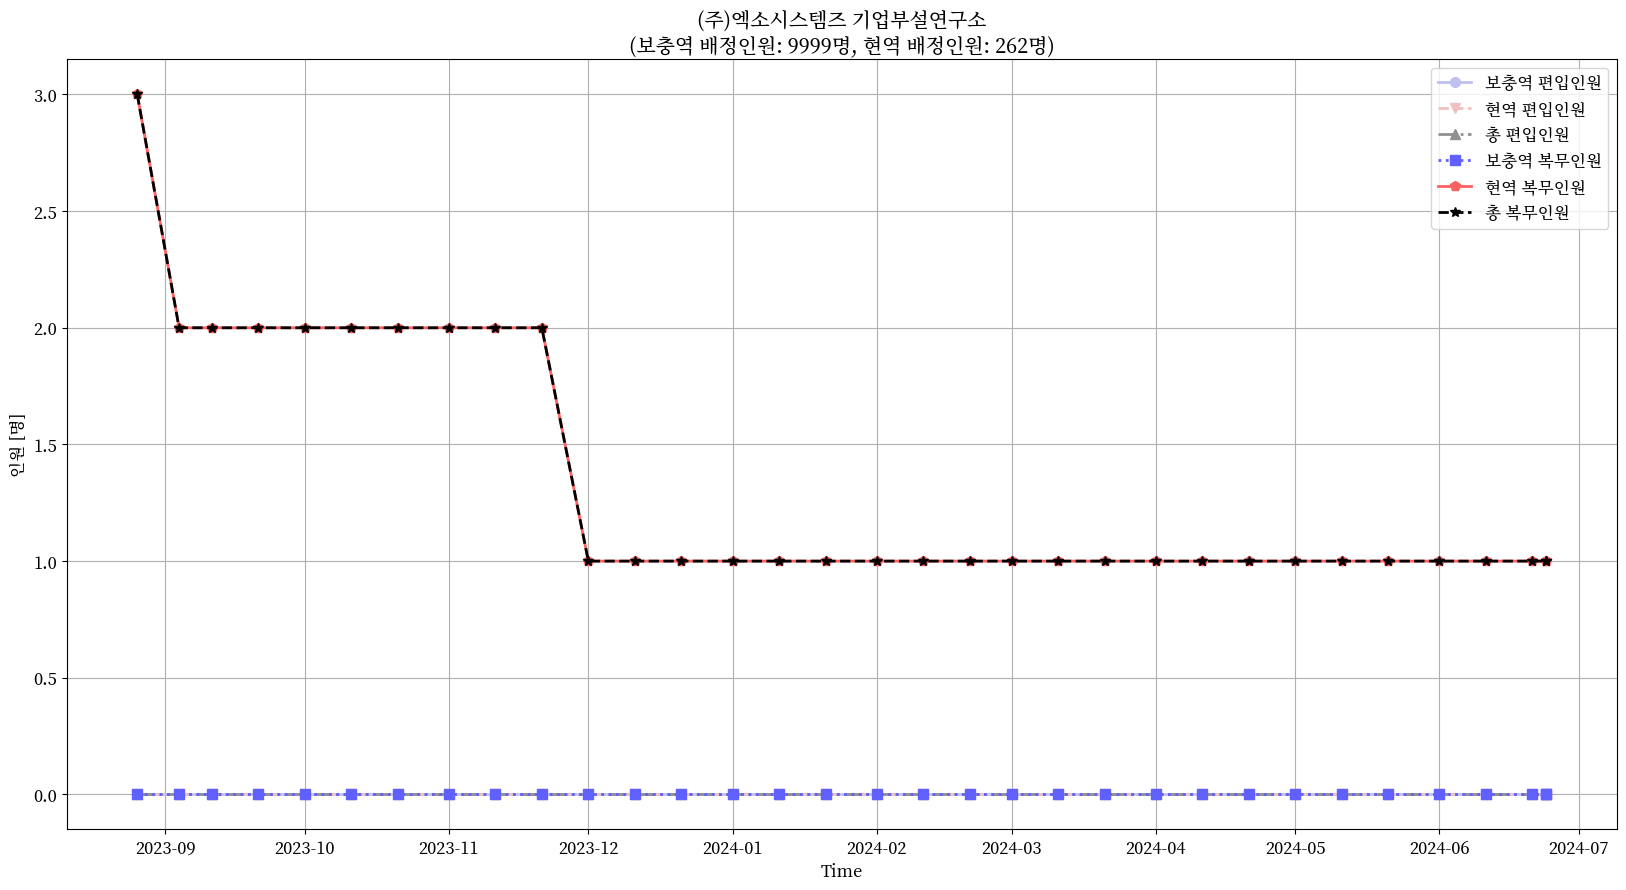 (주)엑소시스템즈 기업부설연구소
(보충역 배정인원: 9999명, 현역 배정인원: 262명)
보충역 편입인원
현역 편입인원
총 편입인원
보충역 복무인원
현역 복무인원
총 복무인원
인원 [명]
3.0
2.5
2.0
1.5
1.0
0.5
0.0
2023-09 2023-10 2023-11 2023-12 2024-01 2024-02 2024-03 2024-04 2024-05 2024-06 2024-07
Time